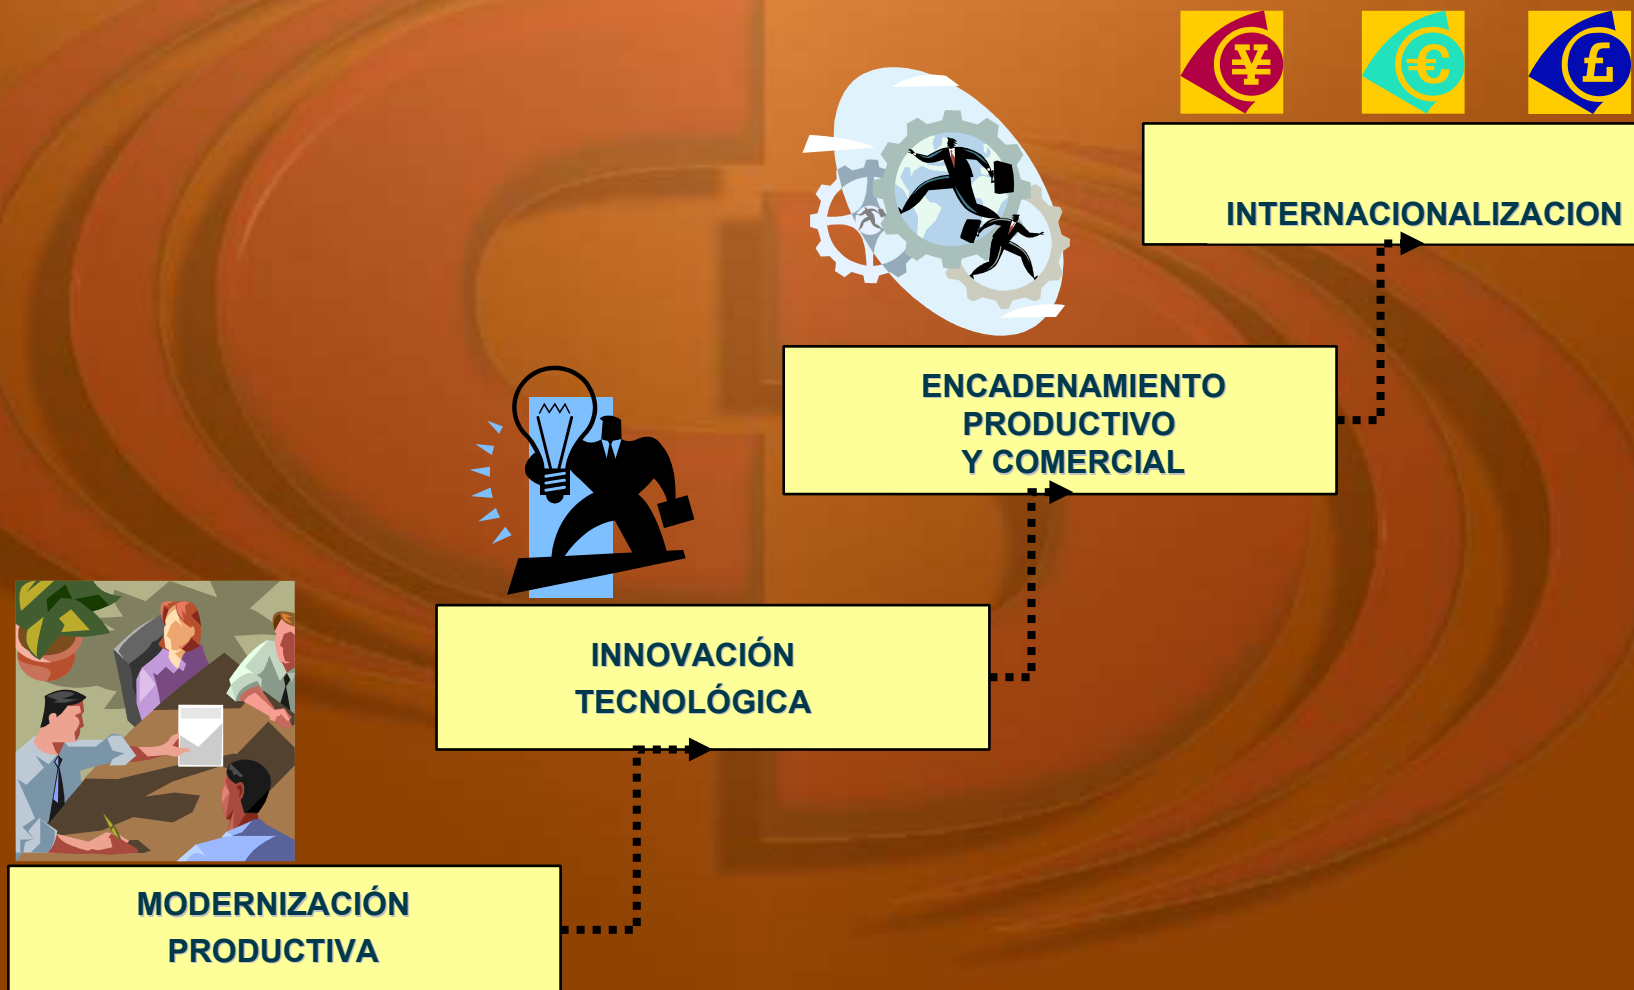 ¥ € £
INTERNACIONALIZACION
ENCADENAMIENTO
PRODUCTIVO
Y COMERCIAL
INNOVACIÓN
TECNOLÓGICA
MODERNIZACIÓN
PRODUCTIVA